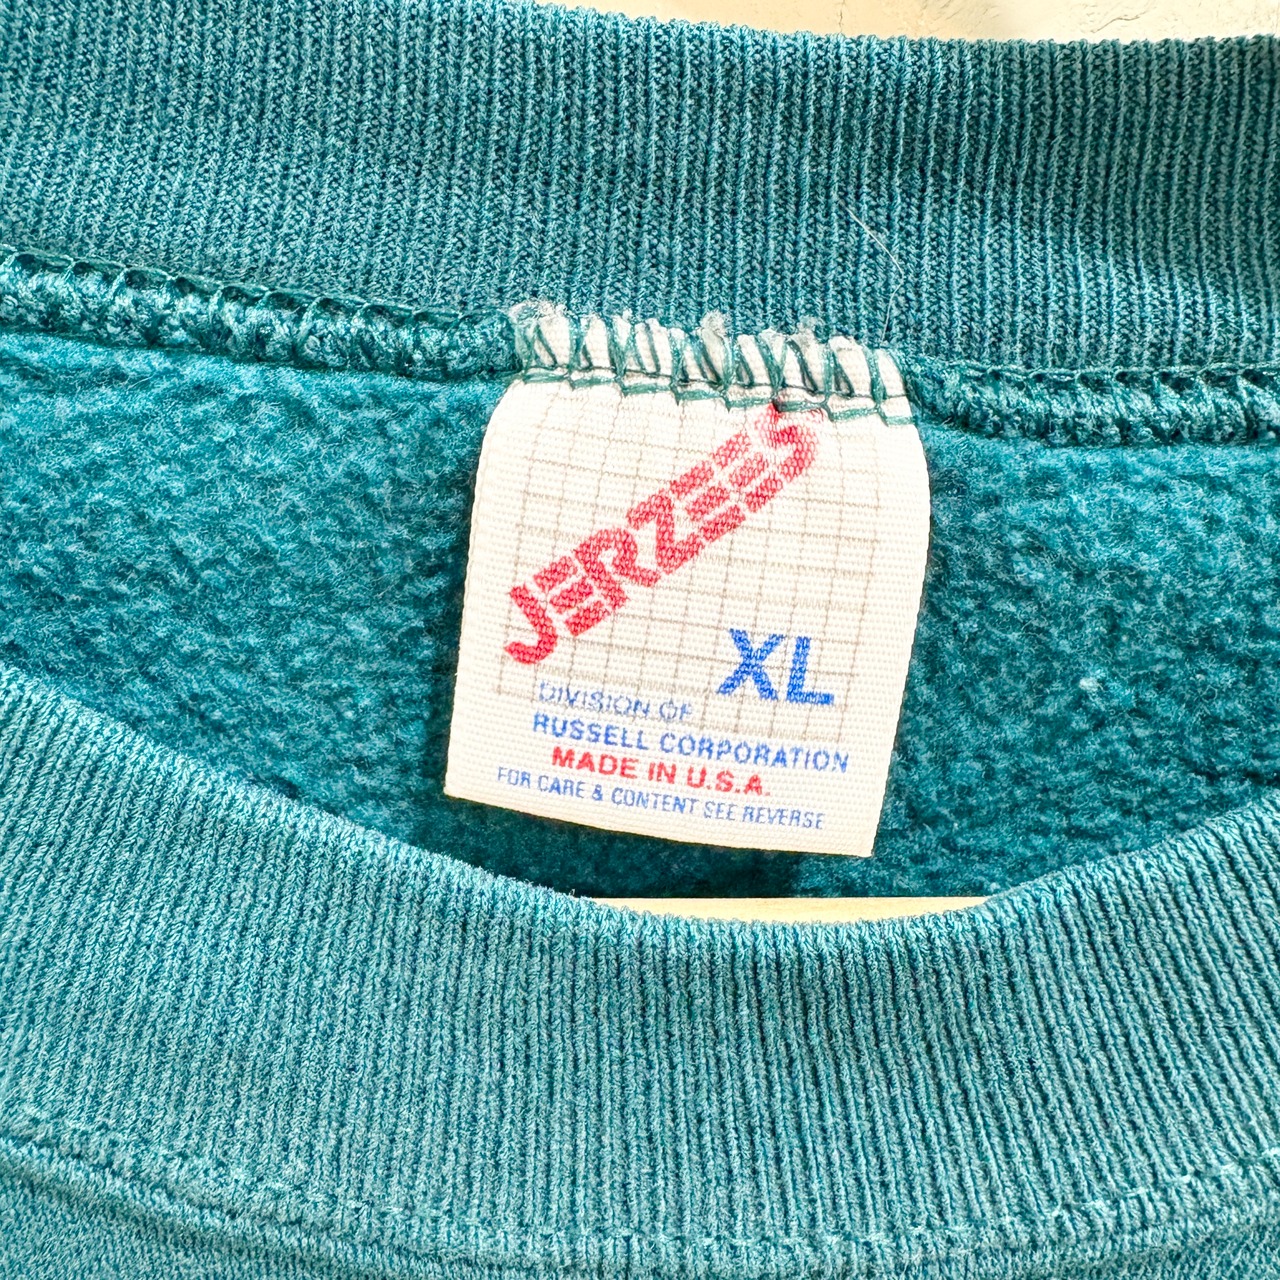 JERZEES
XL
DIVISION OF
RUSSELL CORPORATION
MADE IN U.S.A.
FOR CARE & CONTENT SEE REVERSE